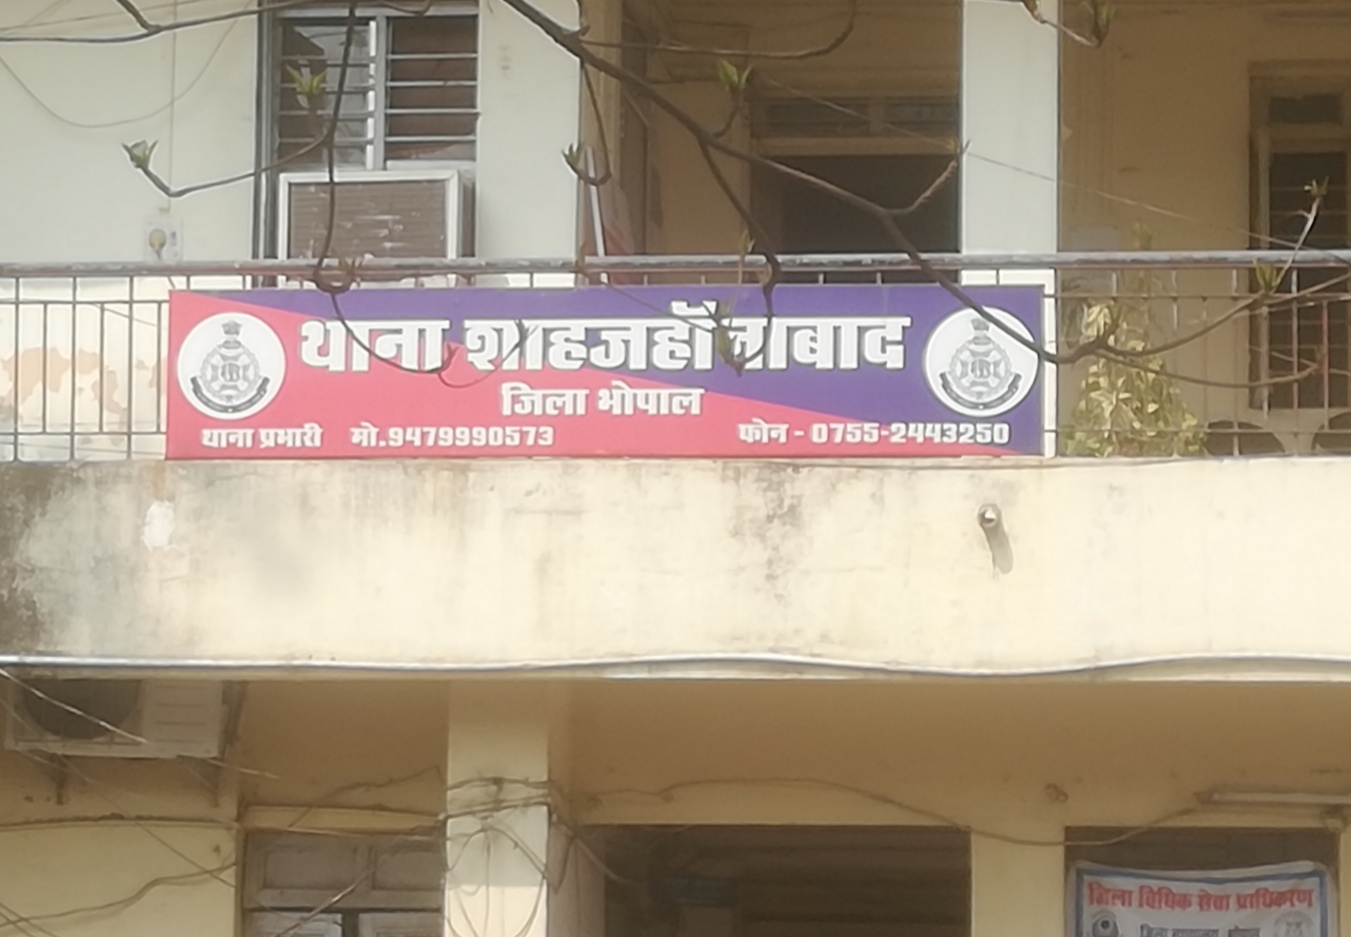 थाना शाहजहाँनाबाद
जिला भोपाल
थाना प्रभारी मो.9479990573 फोन - 0755-2443250
जिला विधिक सेवा प्राधिकरण